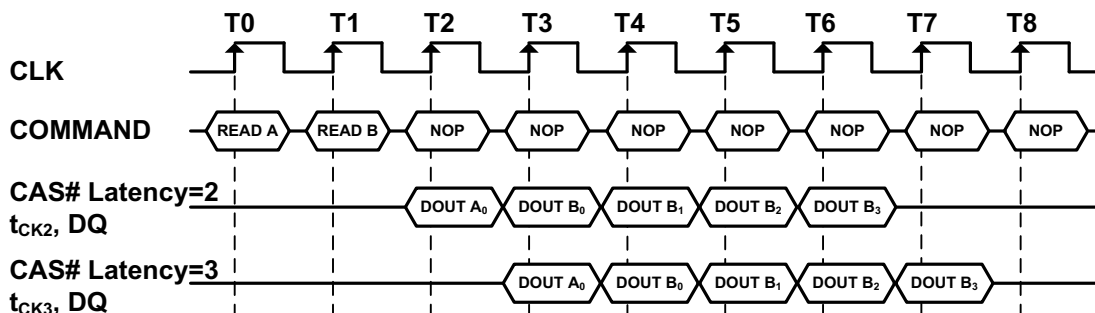 T0 T1 T2 T3 T4 T5 T6 T7 T8
CLK
COMMAND READ A READ B NOP NOP NOP NOP NOP NOP NOP
CAS# Latency=2
tCK2, DQ DOUT A0 DOUT B0 DOUT B1 DOUT B2 DOUT B3
CAS# Latency=3
tCK3, DQ DOUT A0 DOUT B0 DOUT B1 DOUT B2 DOUT B3